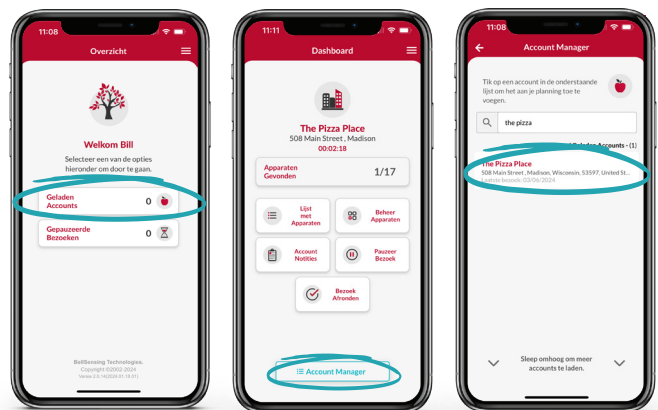 11:08
Overzicht
Welkom Bill
Selecteer een van de opties
hieronder om door te gaan.
Geladen
Accounts
0
Gepauzeerde
Bezoeken
0
BellSensing Technologies.
Copyright ©2002-2024
11:11
Dashboard
The Pizza Place
508 Main Street , Madison
00:02:18
Apparaten
Gevonden
1/17
Lijst
met
Apparaten
Beheer
Apparaten
Account
Notities
Pauzeer
Bezoek
Bezoek
Afronden
Account Manager
11:08
Account Manager
Tik op een account in de onderstaande
lijst om het aan je planning toe te
voegen.
the pizza
Accounts - (1)
The Pizza Place
508 Main Street , Madison, Wisconsin, 53597, United St...
Laatste bezoek: 03/06/2024
Sleep omhoog om meer
accounts te laden.